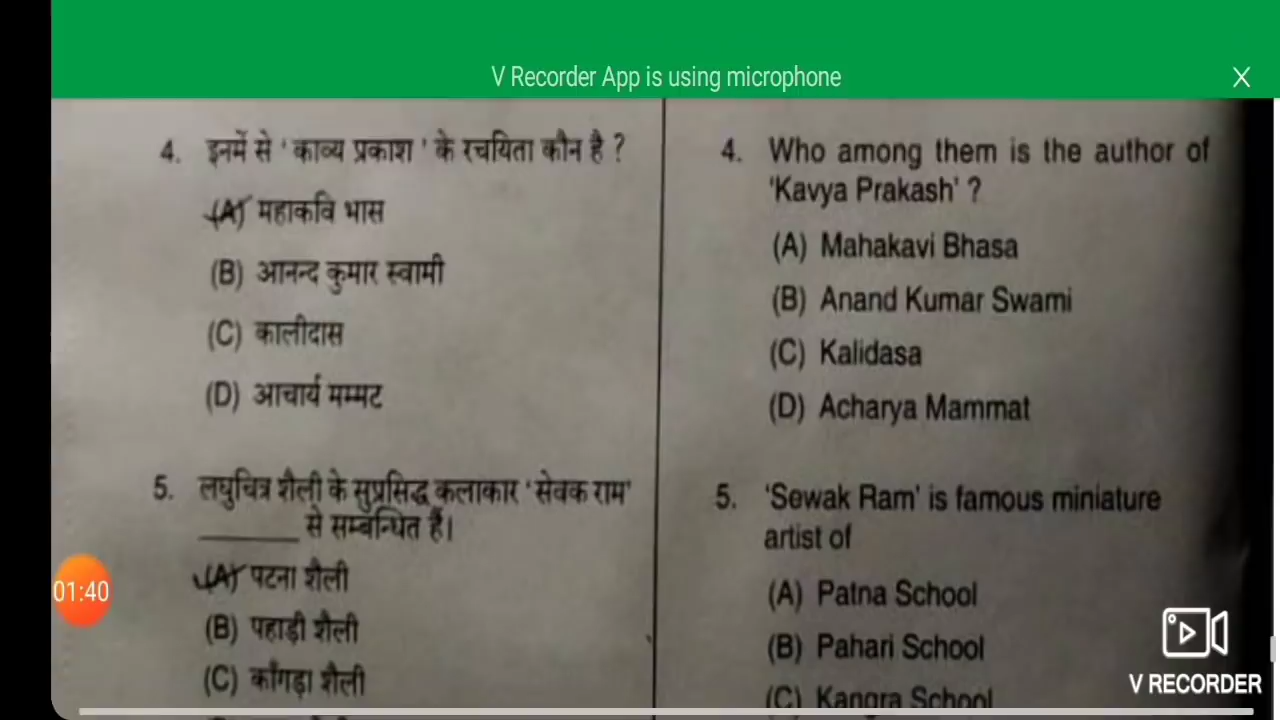 V Recorder App is using microphone X
4. इनमें से ' काव्य प्रकाश ' के रचयिता कौन है ?
(A) महाकवि भास
(B) आनन्द कुमार स्वामी
(C) कालीदास
(D) आचार्य मम्मट
5. लघुचित्र शैली के सुप्रसिद्ध कलाकार 'सेवक राम'
______ से सम्बन्धित हैं।
(A) पटना शैली
(B) पहाड़ी शैली
(C) काँगड़ा शैली
4. Who among them is the author of
'Kavya Prakash' ?
(A) Mahakavi Bhasa
(B) Anand Kumar Swami
(C) Kalidasa
(D) Acharya Mammat
5. 'Sewak Ram' is famous miniature
artist of
(A) Patna School
(B) Pahari School
(C) Kangra School
01:40
V RECORDER